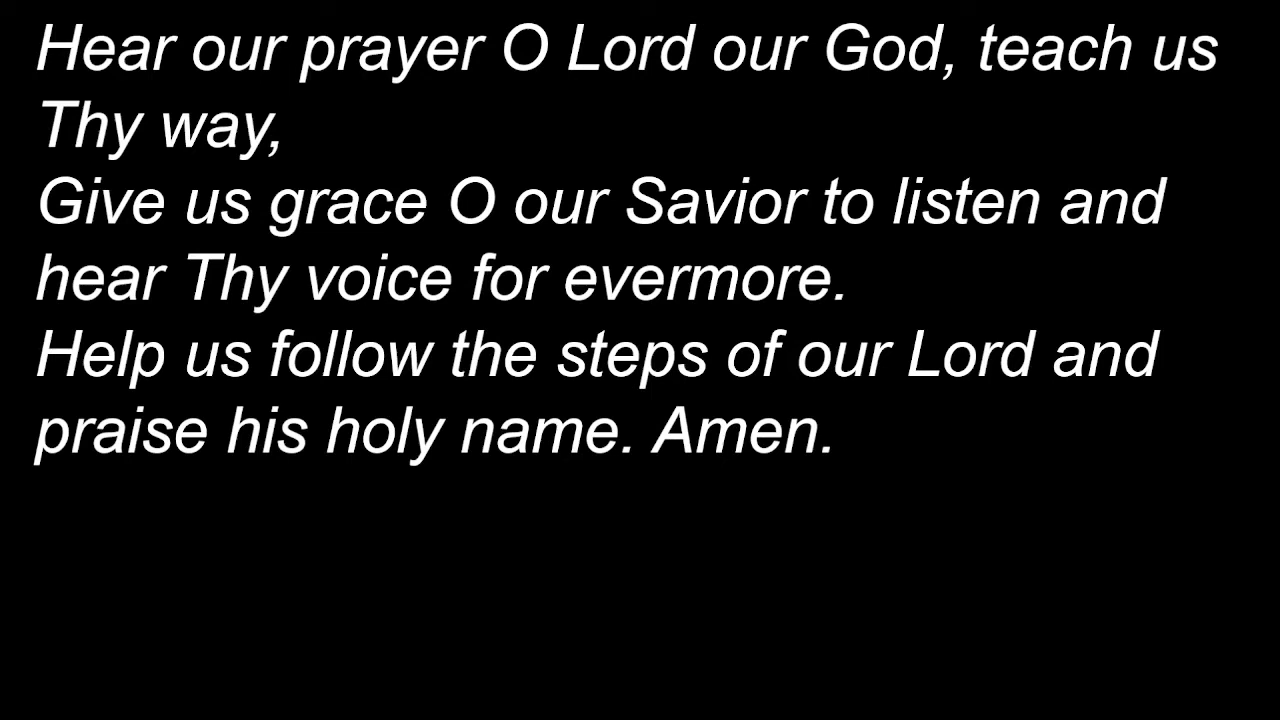 Hear our prayer O Lord our God, teach us
Thy way,
Give us grace O our Savior to listen and
hear Thy voice for evermore.
Help us follow the steps of our Lord and
praise his holy name. Amen.